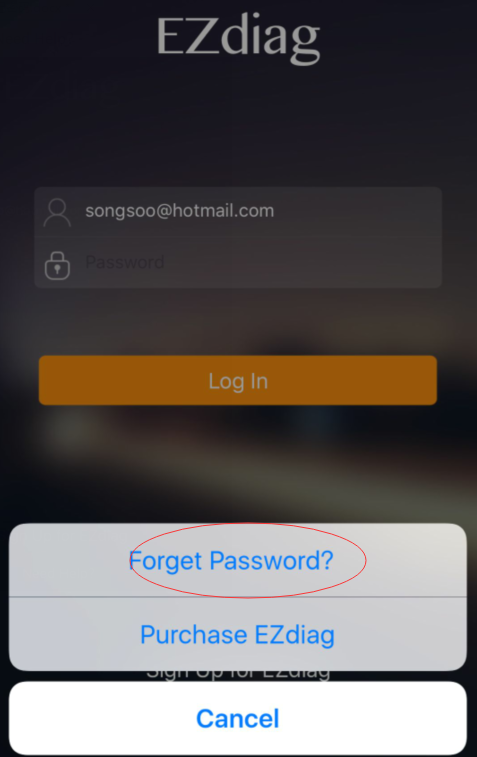 EZdiag
songsoo@hotmail.com
Password
Log In
Forget Password?
Purchase EZdiag
Sign Up for EZdiag
Cancel